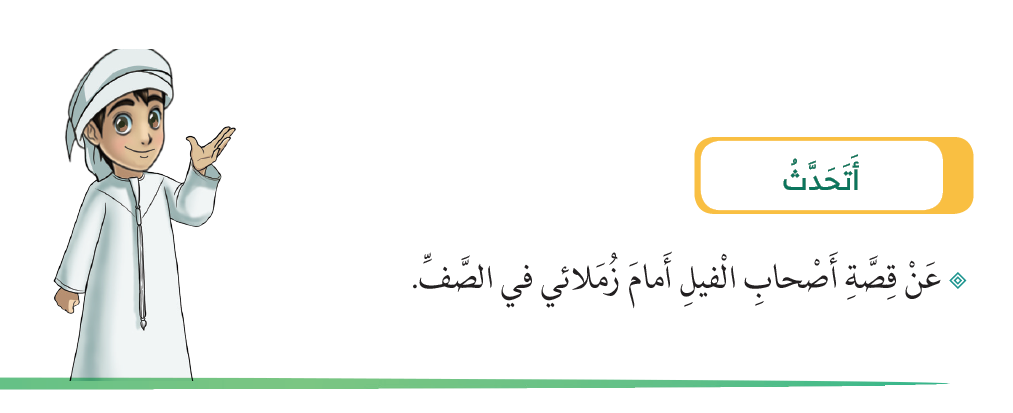 أَتَحَدَّثُ
عَنْ قِصَّةِ أَصْحابِ الْفيلِ أَمامَ زُمَلائي في الصَّفِّ.